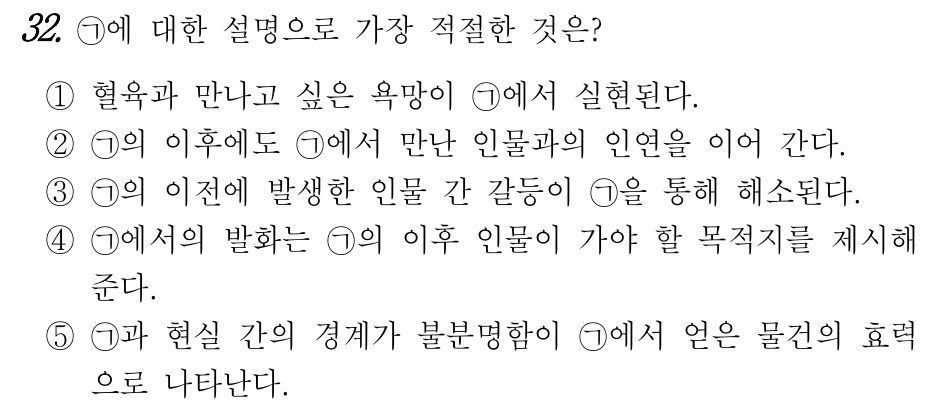 32. ㉠에 대한 설명으로 가장 적절한 것은?
① 혈육과 만나고 싶은 욕망이 ㉠에서 실현된다.
② ㉠의 이후에도 ㉠에서 만난 인물과의 인연을 이어 간다.
③ ㉠의 이전에 발생한 인물 간 갈등이 ㉠을 통해 해소된다.
④ ㉠에서의 발화는 ㉠의 이후 인물이 가야 할 목적지를 제시해
준다.
⑤ ㉠과 현실 간의 경계가 불분명함이 ㉠에서 얻은 물건의 효력
으로 나타난다.